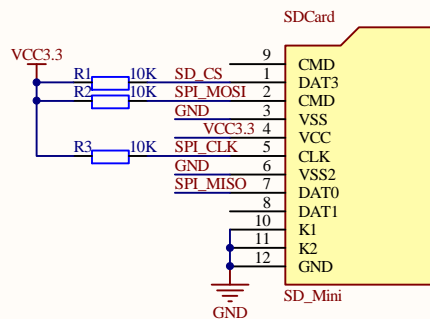 SDCard
VCC3.3
9 CMD
R1 10K SD_CS 1 DAT3
R2 10K SPI_MOSI 2 CMD
GND 3 VSS
VCC3.3 4 VCC
R3 10K SPI_CLK 5 CLK
GND 6 VSS2
SPI_MISO 7 DAT0
8 DAT1
10 K1
11 K2
12 GND
SD_Mini
GND